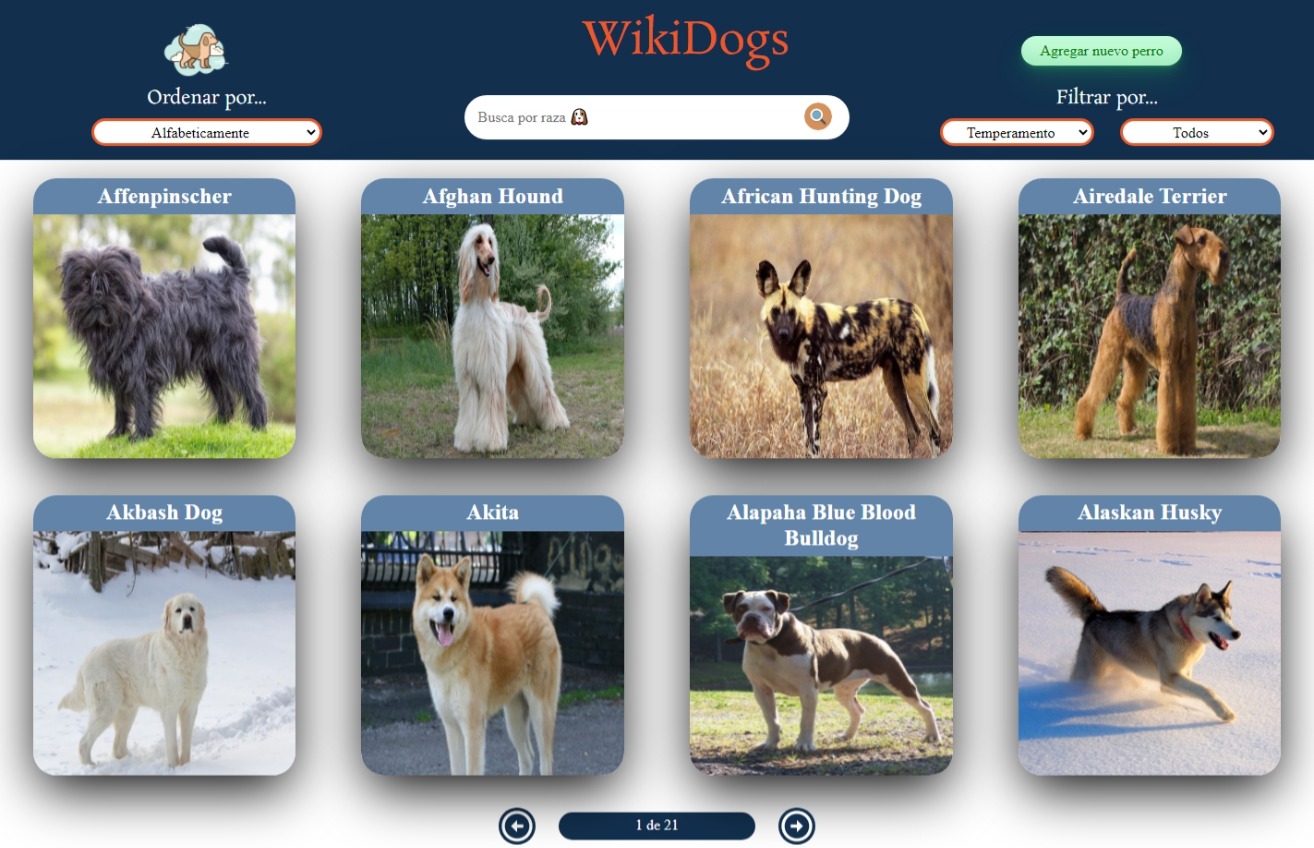 WikiDogs
Agregar nuevo perro
Ordenar por...
Filtrar por...
Busca por raza
Alfabeticamente
Temperamento
Todos
Affenpinscher
Afghan Hound
African Hunting Dog
Airedale Terrier
Akbash Dog
Akita
Alapaha Blue Blood
Bulldog
Alaskan Husky
1 de 21